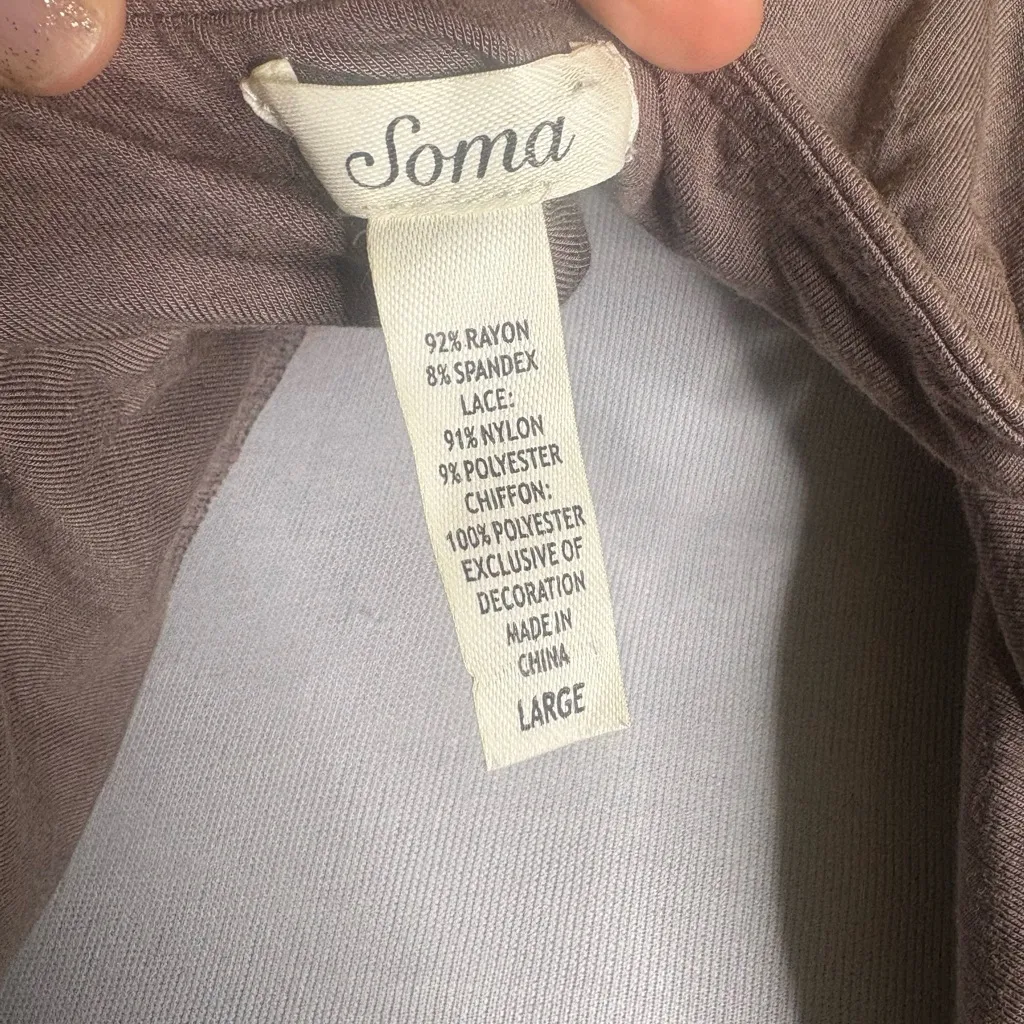 Soma
92% RAYON
8% SPANDEX
LACE:
91% NYLON
9% POLYESTER
CHIFFON:
100% POLYESTER
EXCLUSIVE OF
DECORATION
MADE IN
CHINA
LARGE